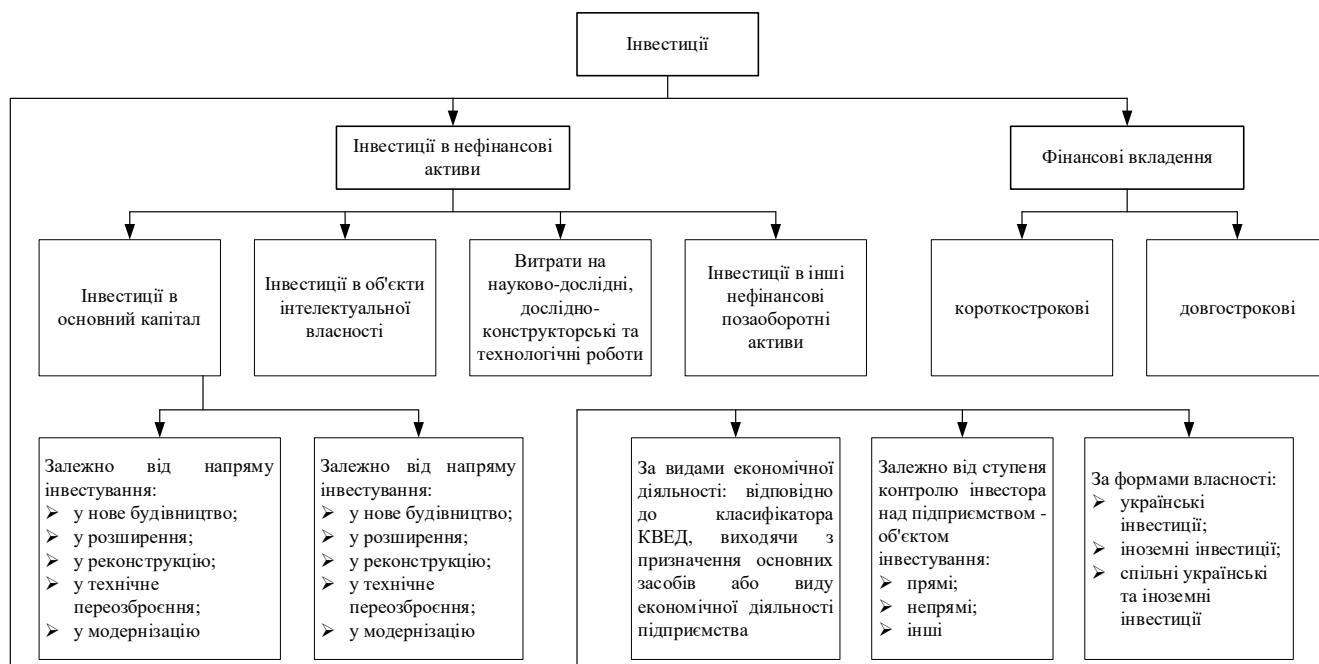 Інвестиції
Інвестиції в нефінансові
активи
Фінансові вкладення
Інвестиції в
основний капітал
Інвестиції в об'єкти
інтелектуальної
власності
Витрати на
науково-дослідні,
дослідно-
конструкторські та
технологічні роботи
Інвестиції в інші
нефінансові
позаоборотні
активи
короткострокові
довгострокові
Залежно від напряму
інвестування:
➢ у нове будівництво;
➢ у розширення;
➢ у реконструкцію;
➢ у технічне
переозброєння;
➢ у модернізацію
Залежно від напряму
інвестування:
➢ у нове будівництво;
➢ у розширення;
➢ у реконструкцію;
➢ у технічне
переозброєння;
➢ у модернізацію
За видами економічної
діяльності: відповідно
до класифікатора
КВЕД, виходячи з
призначення основних
засобів або виду
економічної діяльності
підприємства
Залежно від ступеня
контролю інвестора
над підприємством -
об'єктом
інвестування:
➢ прямі;
➢ непрямі;
➢ інші
За формами власності:
➢ українські
інвестиції;
➢ іноземні інвестиції;
➢ спільні українські
та іноземні
інвестиції